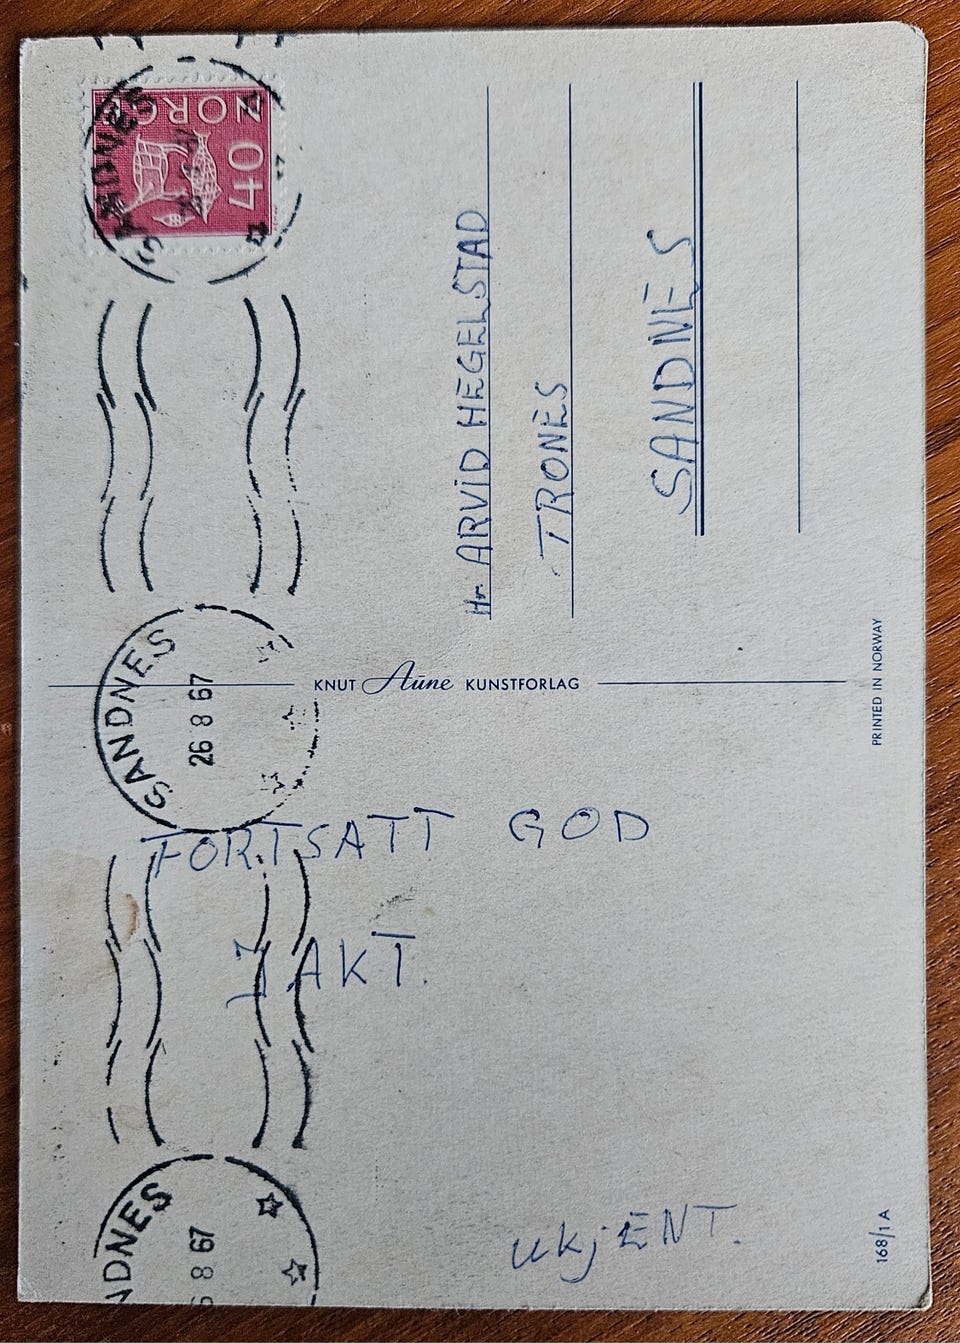 NORGE
40
SANDNES
SANDNES
26 8 67
DNES
8 67
Hr. ARVID HEGELSTAD
TRONES
SANDNES
KNUT Aune KUNSTFORLAG
PRINTED IN NORWAY
FORTSATT GOD
JAKT.
UKjENT.
168/1 A